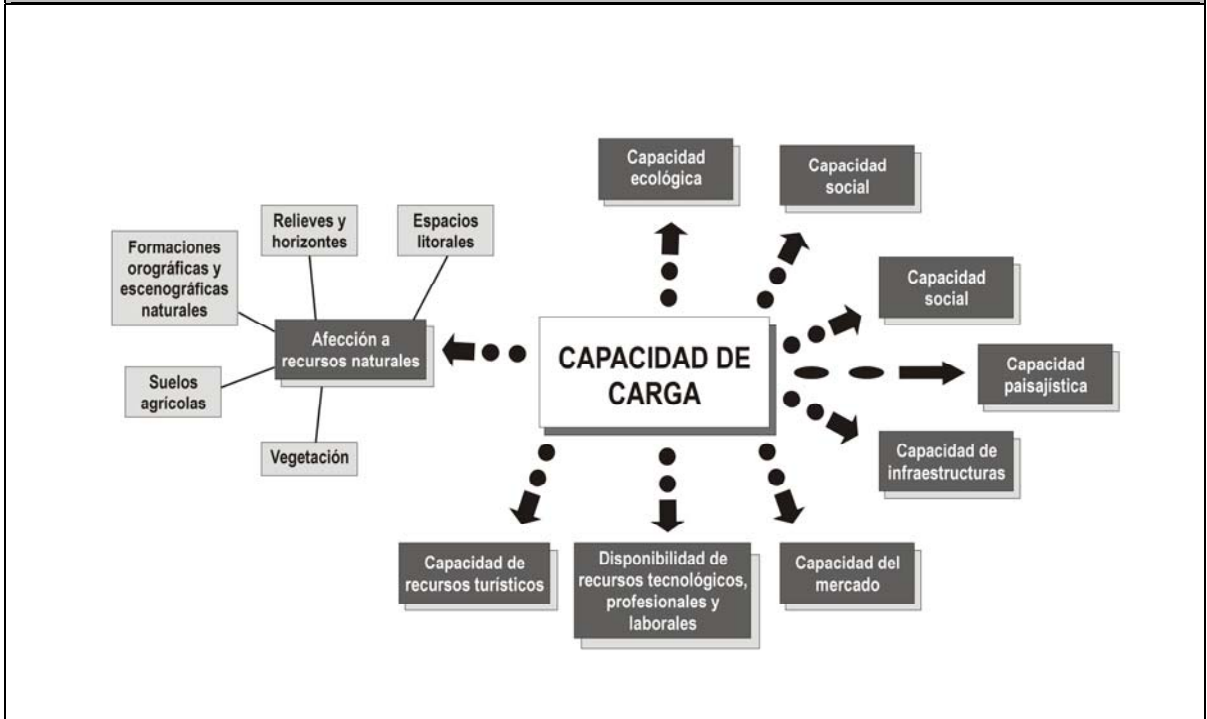 Capacidad
ecológica
Capacidad
social
Relieves y
horizontes
Espacios
litorales
Formaciones
orográficas y
escenográficas
naturales
Capacidad
social
Afección a
recursos naturales
CAPACIDAD DE
CARGA
Capacidad
paisajística
Suelos
agrícolas
Vegetación
Capacidad de
infraestructuras
Capacidad de
recursos turísticos
Disponibilidad de
recursos tecnológicos,
profesionales y
laborales
Capacidad del
mercado